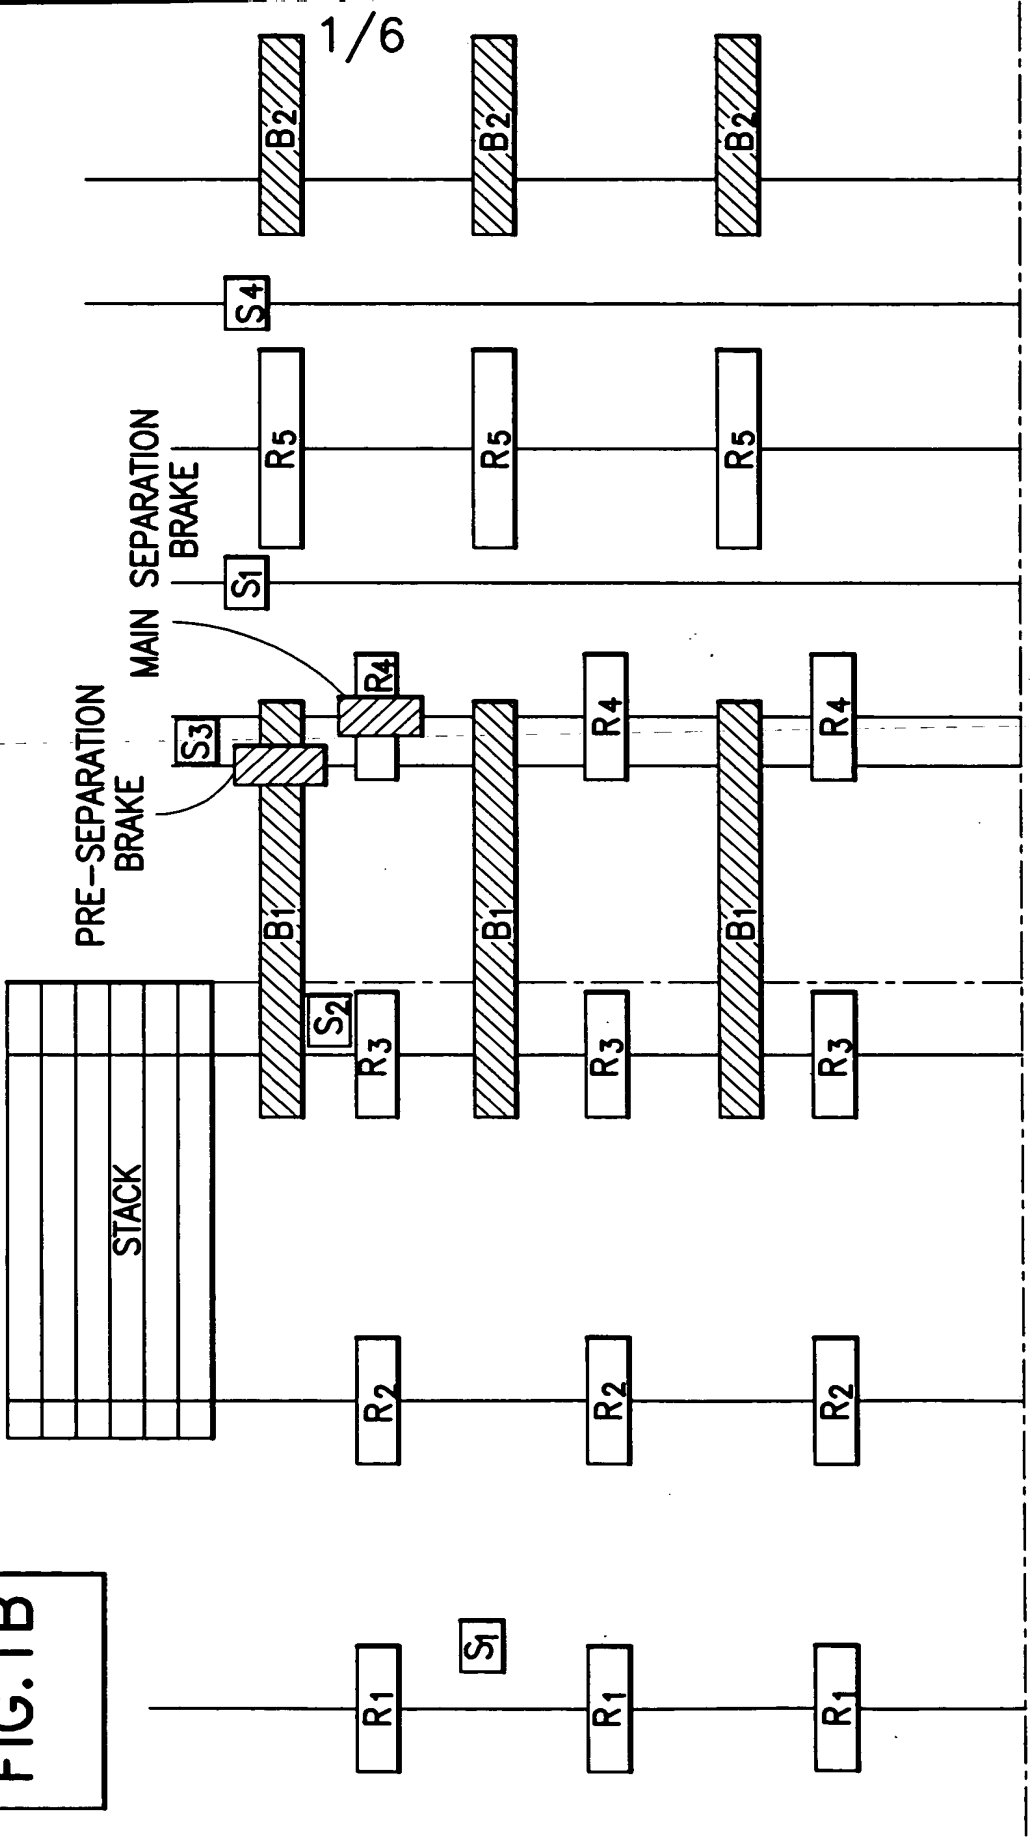 1/6
B2
B2
B2
S4
R5
R5
R5
MAIN SEPARATION
BRAKE
S1
PRE-SEPARATION
BRAKE
S3
R4
R4
R4
B1
B1
B1
S2
R3
R3
R3
STACK
R2
R2
R2
S1
R1
R1
R1
FIG.1B